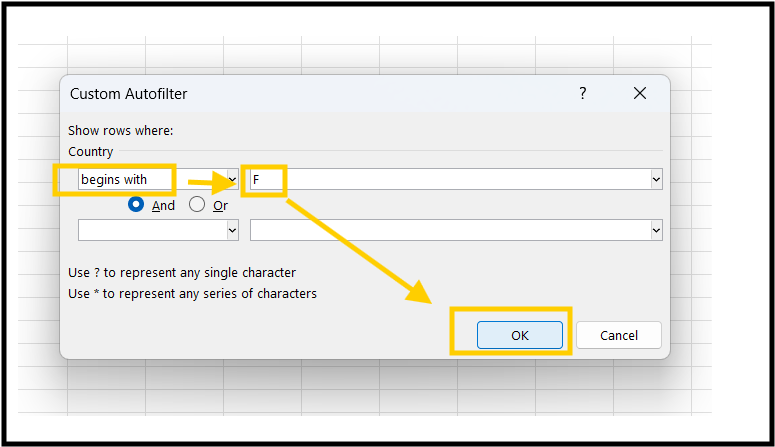 Custom Autofilter ?
Show rows where:
Country
begins with F
And Or
Use ? to represent any single character
Use * to represent any series of characters
OK Cancel